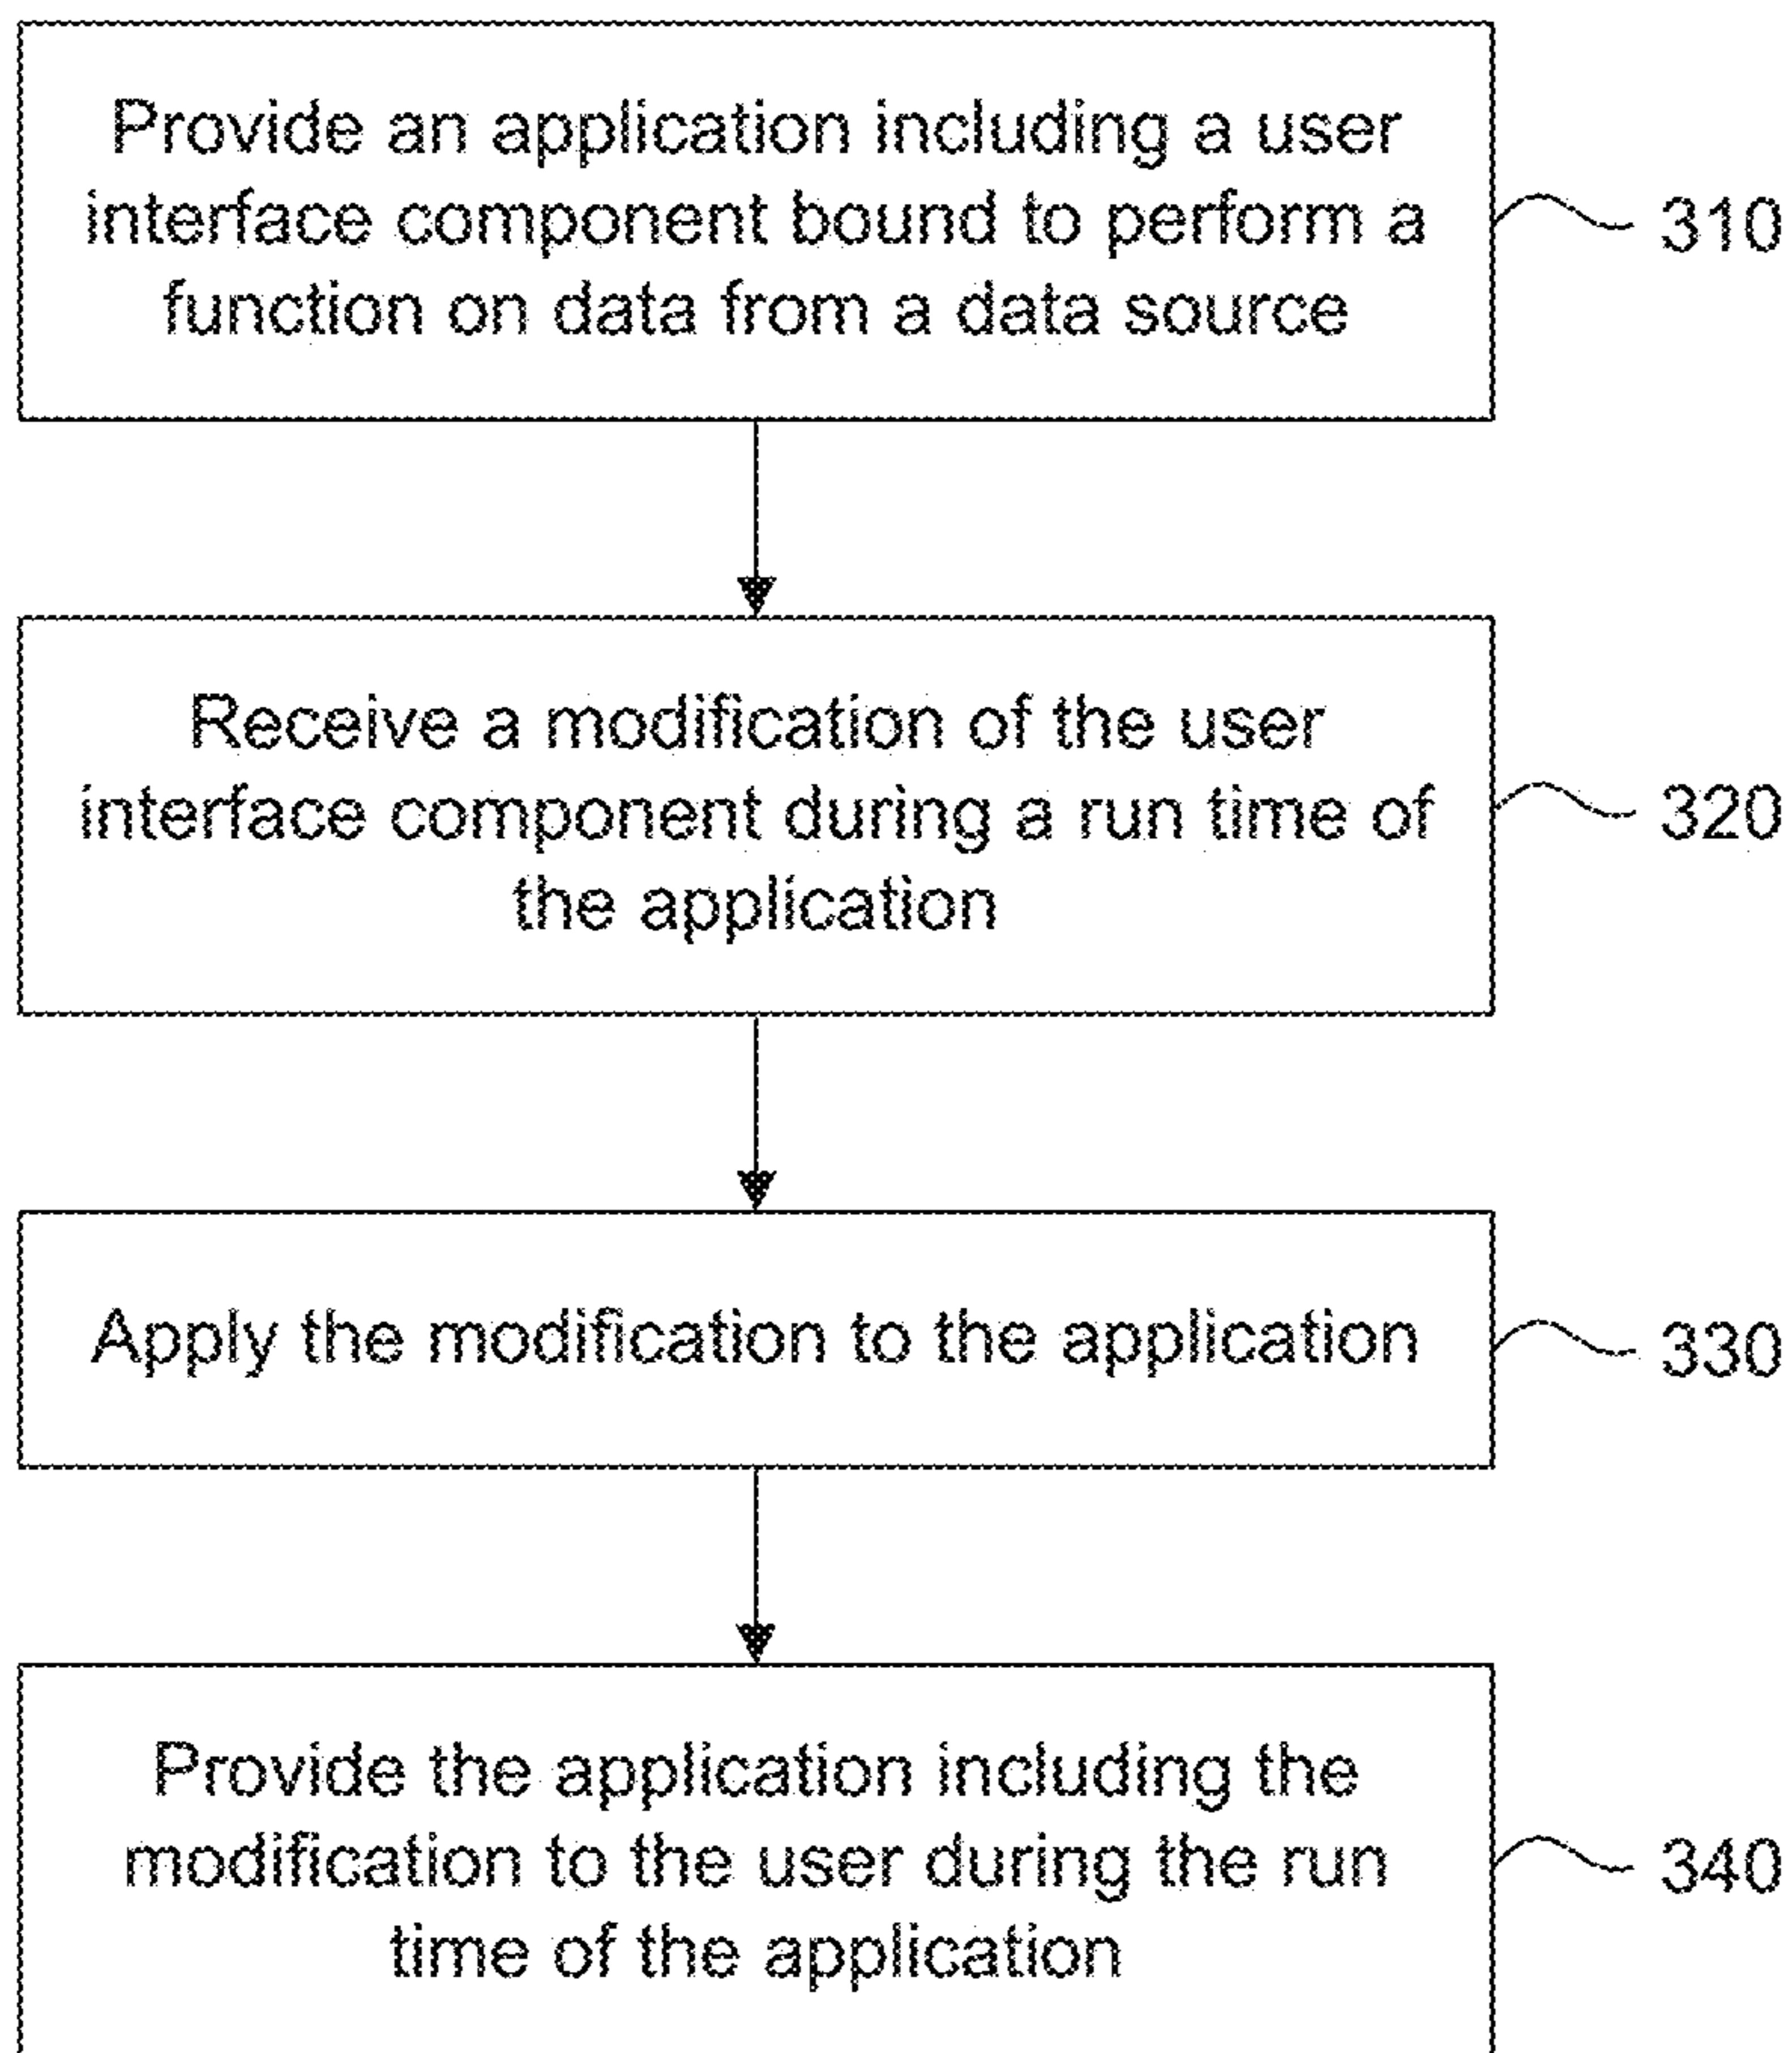 Provide an application including a user
interface component bound to perform a
function on data from a data source
310
Receive a modification of the user
interface component during a run time of
the application
320
Apply the modification to the application
330
Provide the application including the
modification to the user during the run
time of the application
340